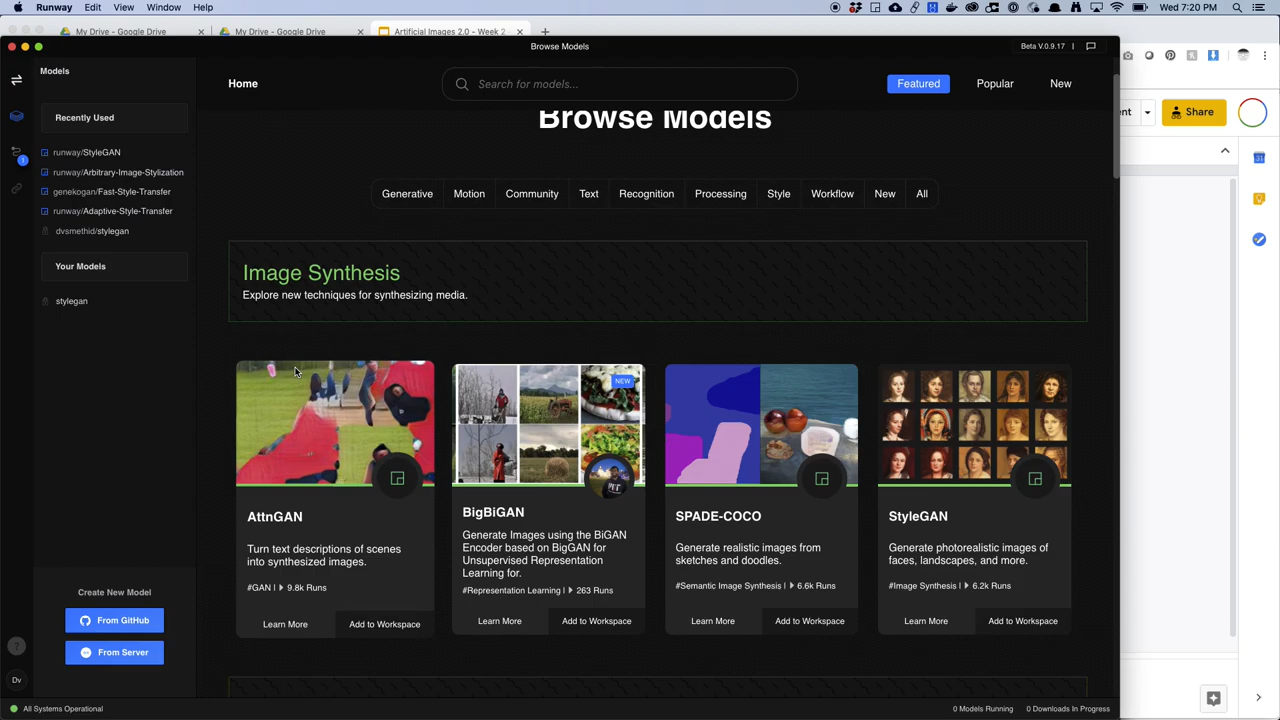 Runway File Edit View Window Help
Wed 7:20 PM
My Drive - Google Drive
My Drive - Google Drive
Artificial Images 2.0 - Week 2
Browse Models
Beta V.0.9.17
Models
Home
Search for models...
Featured
Popular
New
nt
Share
Recently Used
Browse Models
1
runway/StyleGAN
runway/Arbitrary-Image-Stylization
genekogan/Fast-Style-Transfer
runway/Adaptive-Style-Transfer
dvsmethid/stylegan
Generative
Motion
Community
Text
Recognition
Processing
Style
Workflow
New
All
Your Models
stylegan
Image Synthesis
Explore new techniques for synthesizing media.
NEW
AttnGAN
Turn text descriptions of scenes
into synthesized images.
#GAN | 9.8k Runs
Learn More
Add to Workspace
BigBiGAN
Generate Images using the BiGAN
Encoder based on BigGAN for
Unsupervised Representation
Learning for.
#Representation Learning | 263 Runs
Learn More
Add to Workspace
SPADE-COCO
Generate realistic images from
sketches and doodles.
#Semantic Image Synthesis | 6.6k Runs
Learn More
Add to Workspace
StyleGAN
Generate photorealistic images of
faces, landscapes, and more.
#Image Synthesis | 6.2k Runs
Learn More
Add to Workspace
Create New Model
From GitHub
From Server
?
Dv
All Systems Operational
0 Models Running
0 Downloads In Progress